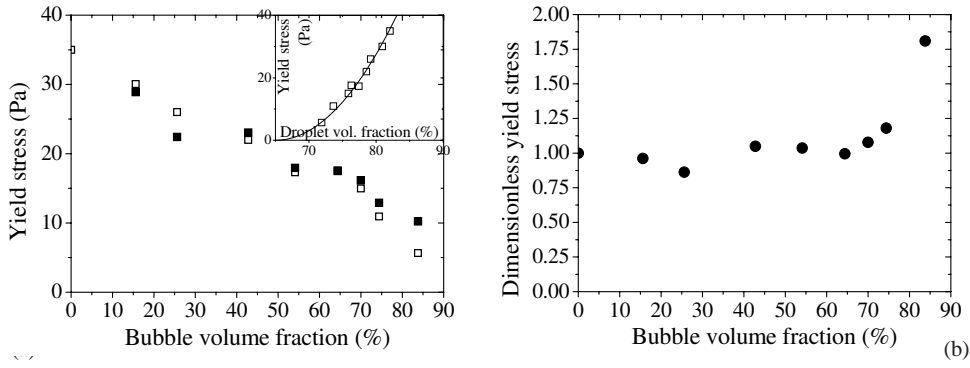 40
30
20
10
0
0 10 20 30 40 50 60 70 80 90
Yield stress (Pa)
Bubble volume fraction (%)
40
20
0
65 70 80
Yield stress
(Pa)
Droplet vol. fraction (%)
2.00
1.75
1.50
1.25
1.00
0.75
0.50
0.25
0.00
0 10 20 30 40 50 60 70 80 90
Dimensionless yield stress
Bubble volume fraction (%)
(b)